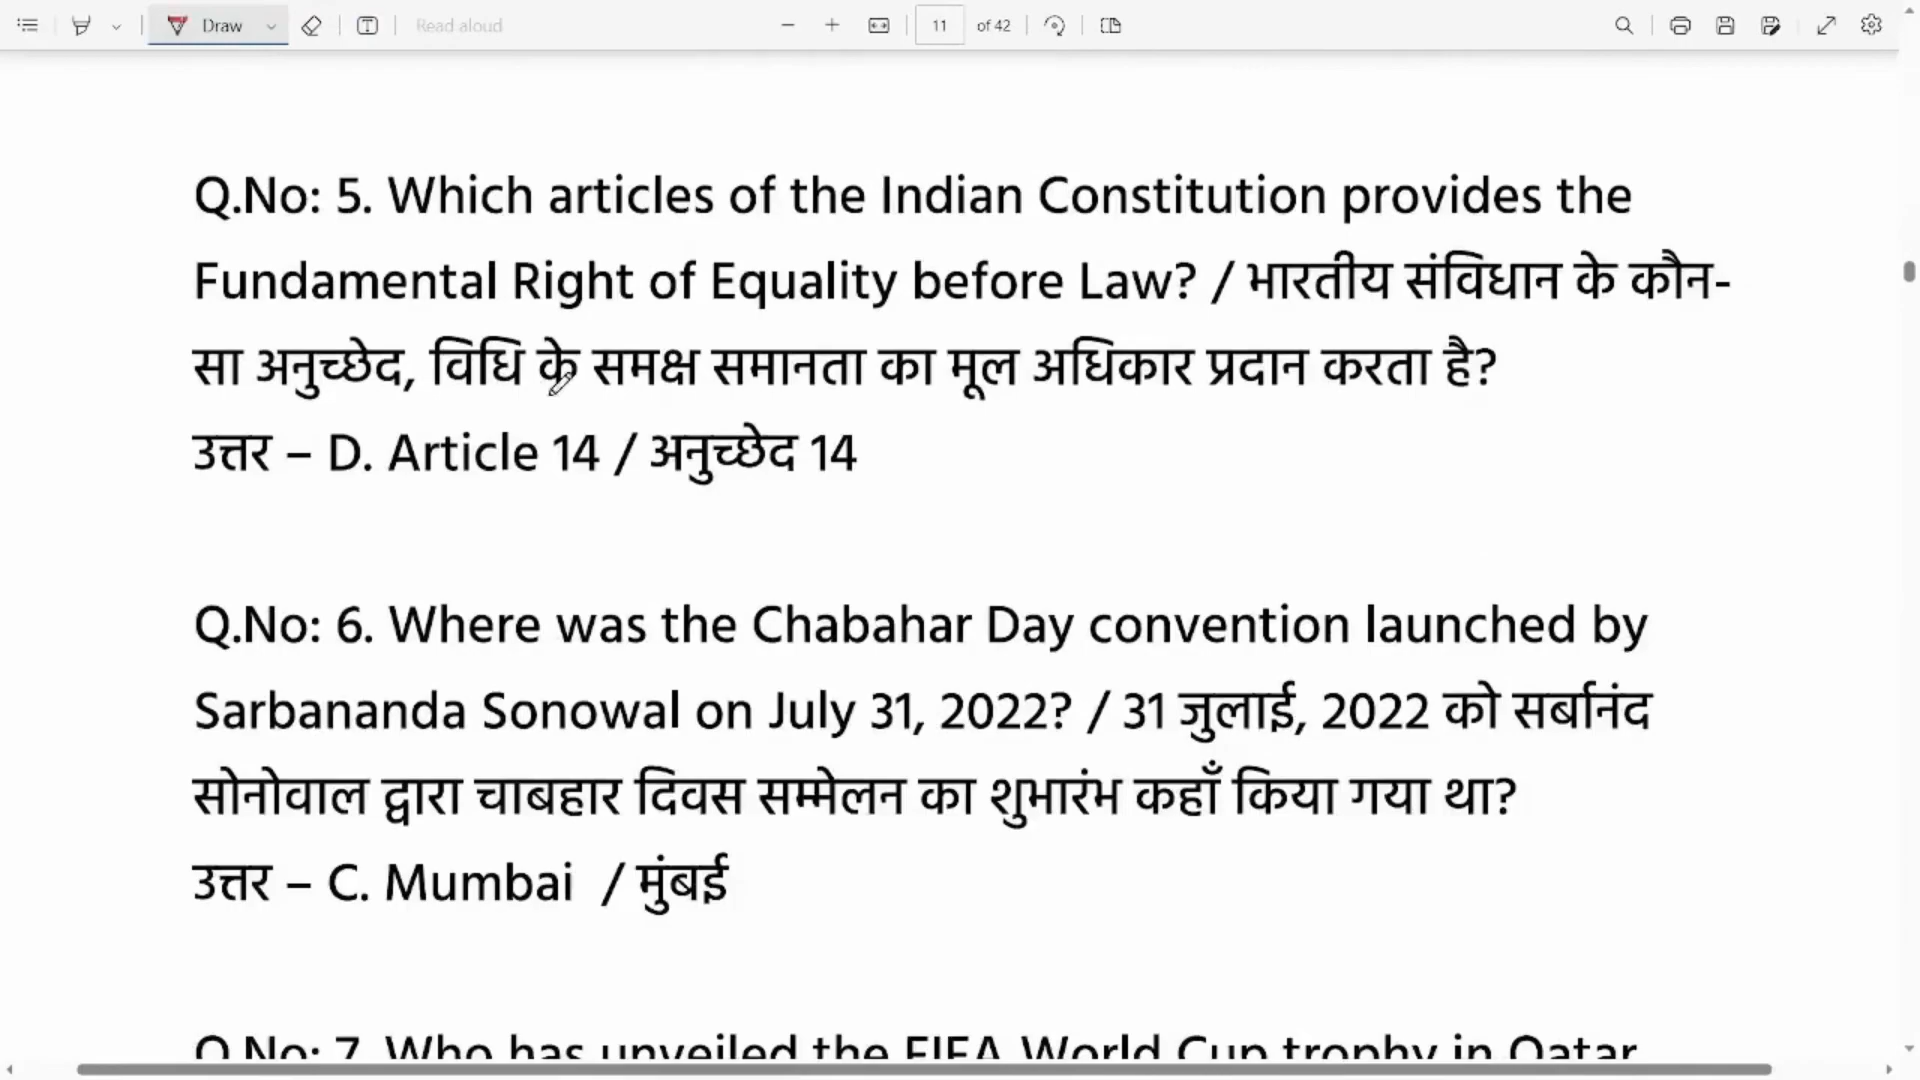 Draw
Read aloud
11 of 42
Q.No: 5. Which articles of the Indian Constitution provides the
Fundamental Right of Equality before Law? / भारतीय संविधान के कौन-
सा अनुच्छेद, विधि के समक्ष समानता का मूल अधिकार प्रदान करता है?
उत्तर – D. Article 14 / अनुच्छेद 14
Q.No: 6. Where was the Chabahar Day convention launched by
Sarbananda Sonowal on July 31, 2022? / 31 जुलाई, 2022 को सर्बानंद
सोनोवाल द्वारा चाबहार दिवस सम्मेलन का शुभारंभ कहाँ किया गया था?
उत्तर – C. Mumbai / मुंबई
Q.No: 7. Who has unveiled the FIFA World Cup trophy in Qatar